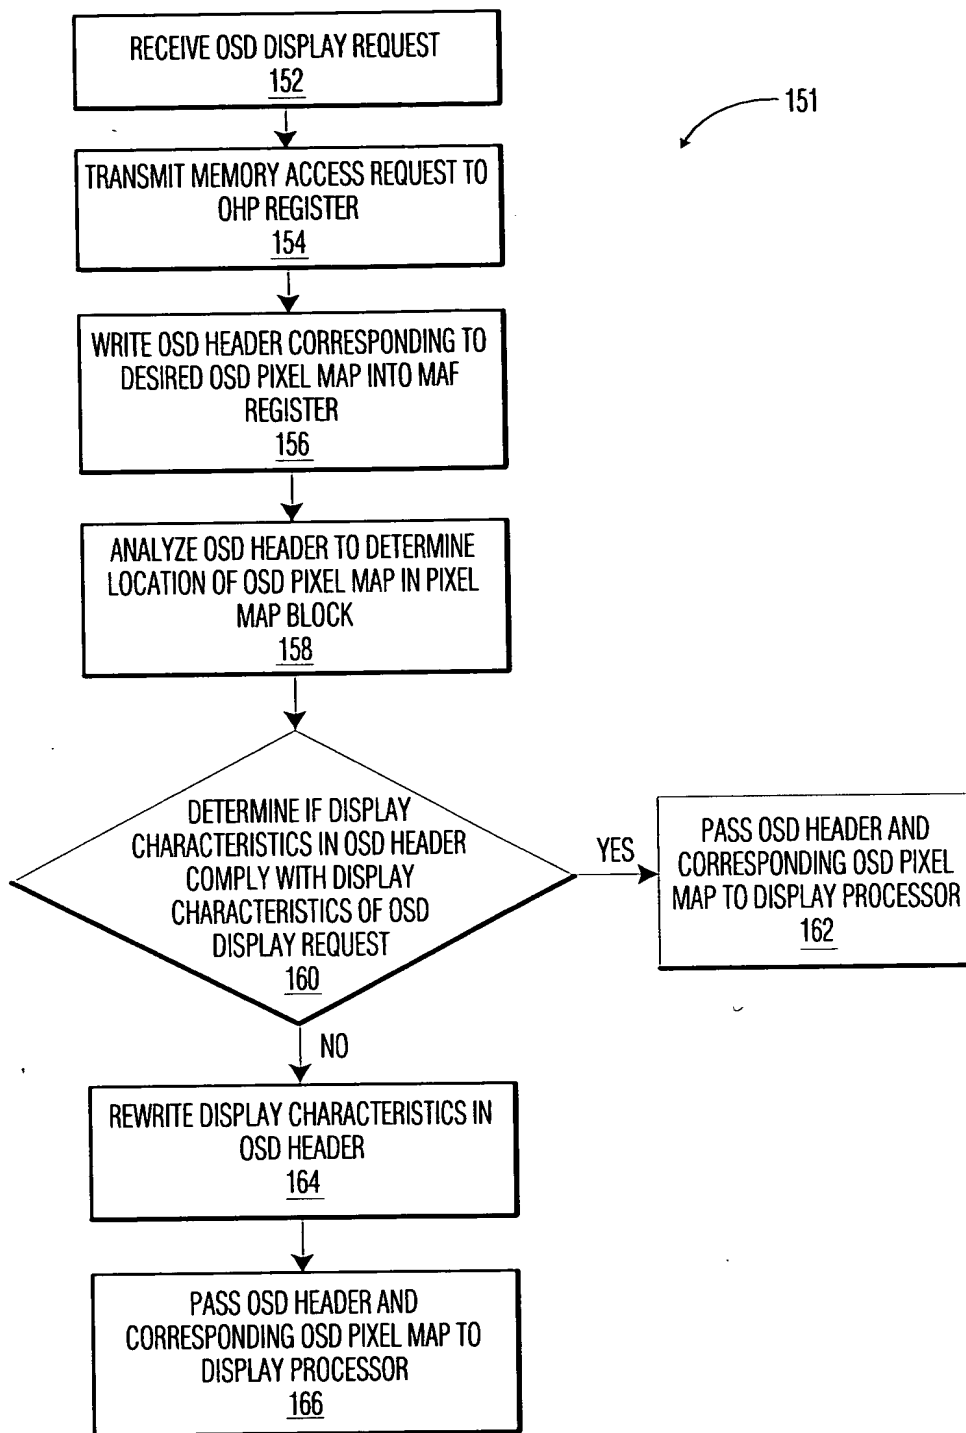 RECEIVE OSD DISPLAY REQUEST
152
151
TRANSMIT MEMORY ACCESS REQUEST TO
OHP REGISTER
154
WRITE OSD HEADER CORRESPONDING TO
DESIRED OSD PIXEL MAP INTO MAF
REGISTER
156
ANALYZE OSD HEADER TO DETERMINE
LOCATION OF OSD PIXEL MAP IN PIXEL
MAP BLOCK
158
DETERMINE IF DISPLAY
CHARACTERISTICS IN OSD HEADER
COMPLY WITH DISPLAY
CHARACTERISTICS OF OSD
DISPLAY REQUEST
160
YES
PASS OSD HEADER AND
CORRESPONDING OSD PIXEL
MAP TO DISPLAY PROCESSOR
162
NO
REWRITE DISPLAY CHARACTERISTICS IN
OSD HEADER
164
PASS OSD HEADER AND
CORRESPONDING OSD PIXEL MAP TO
DISPLAY PROCESSOR
166